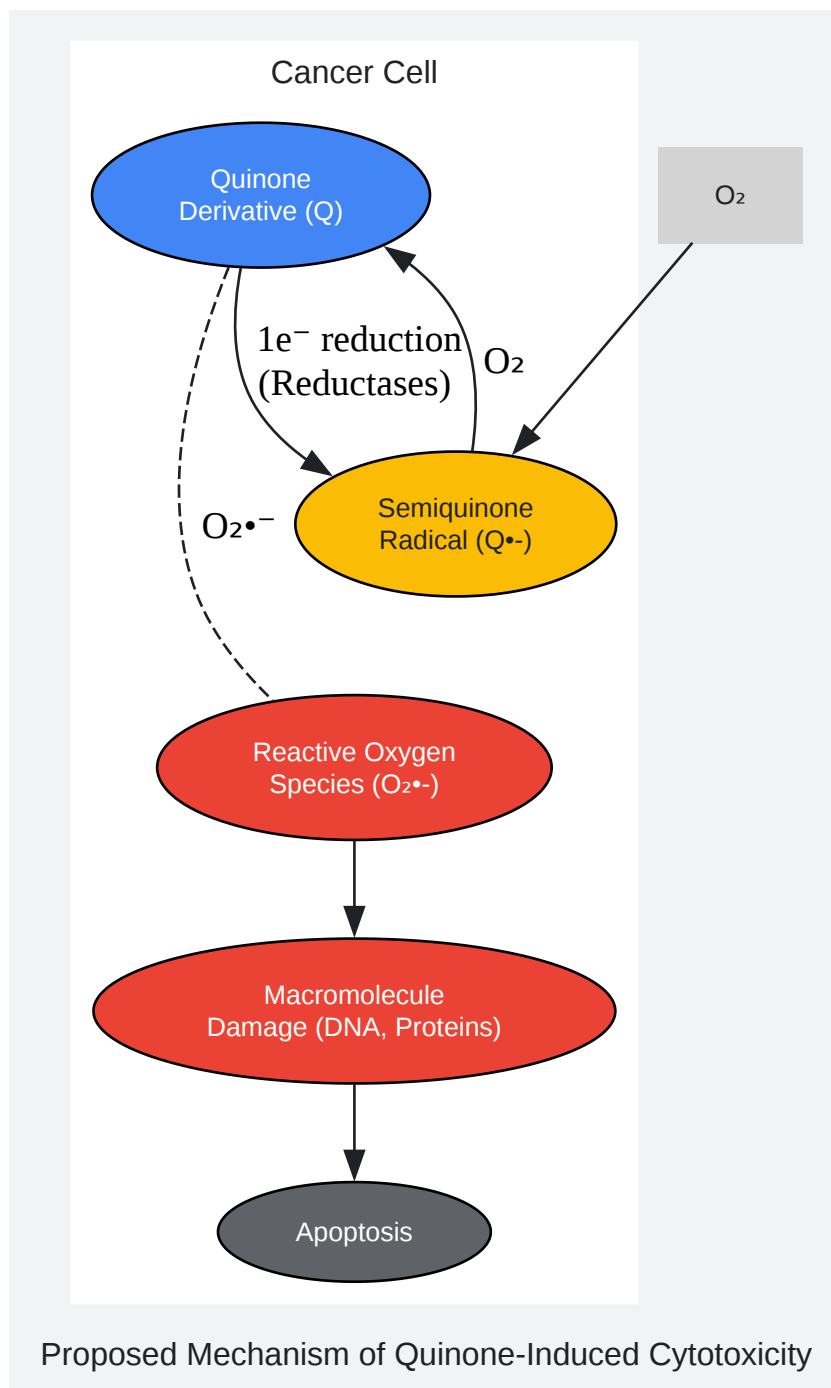 Cancer Cell
Quinone
Derivative (Q)
O₂
1e⁻ reduction
(Reductases)
O₂
O₂•⁻
Semiquinone
Radical (Q•-)
Reactive Oxygen
Species (O₂•-)
Macromolecule
Damage (DNA, Proteins)
Apoptosis
Proposed Mechanism of Quinone-Induced Cytotoxicity